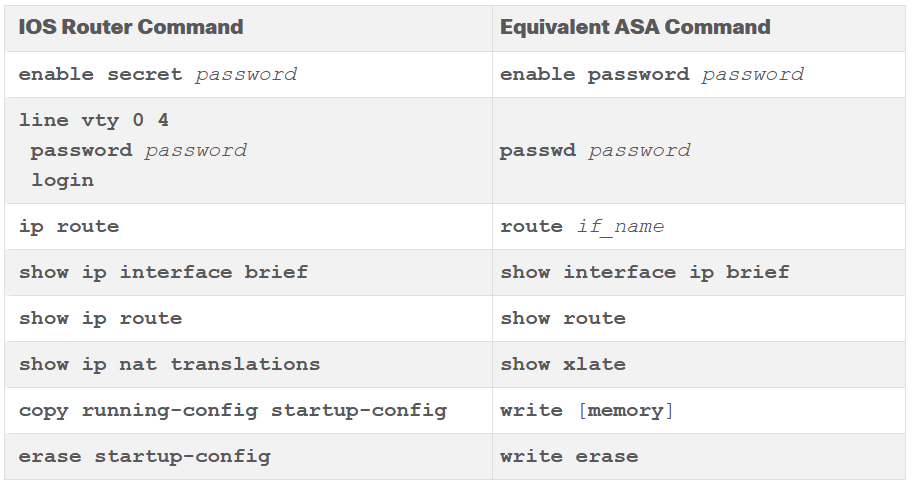 IOS Router Command Equivalent ASA Command
enable secret password enable password password
line vty 0 4
password password passwd password
login
ip route route if_name
show ip interface brief show interface ip brief
show ip route show route
show ip nat translations show xlate
copy running-config startup-config write [memory]
erase startup-config write erase